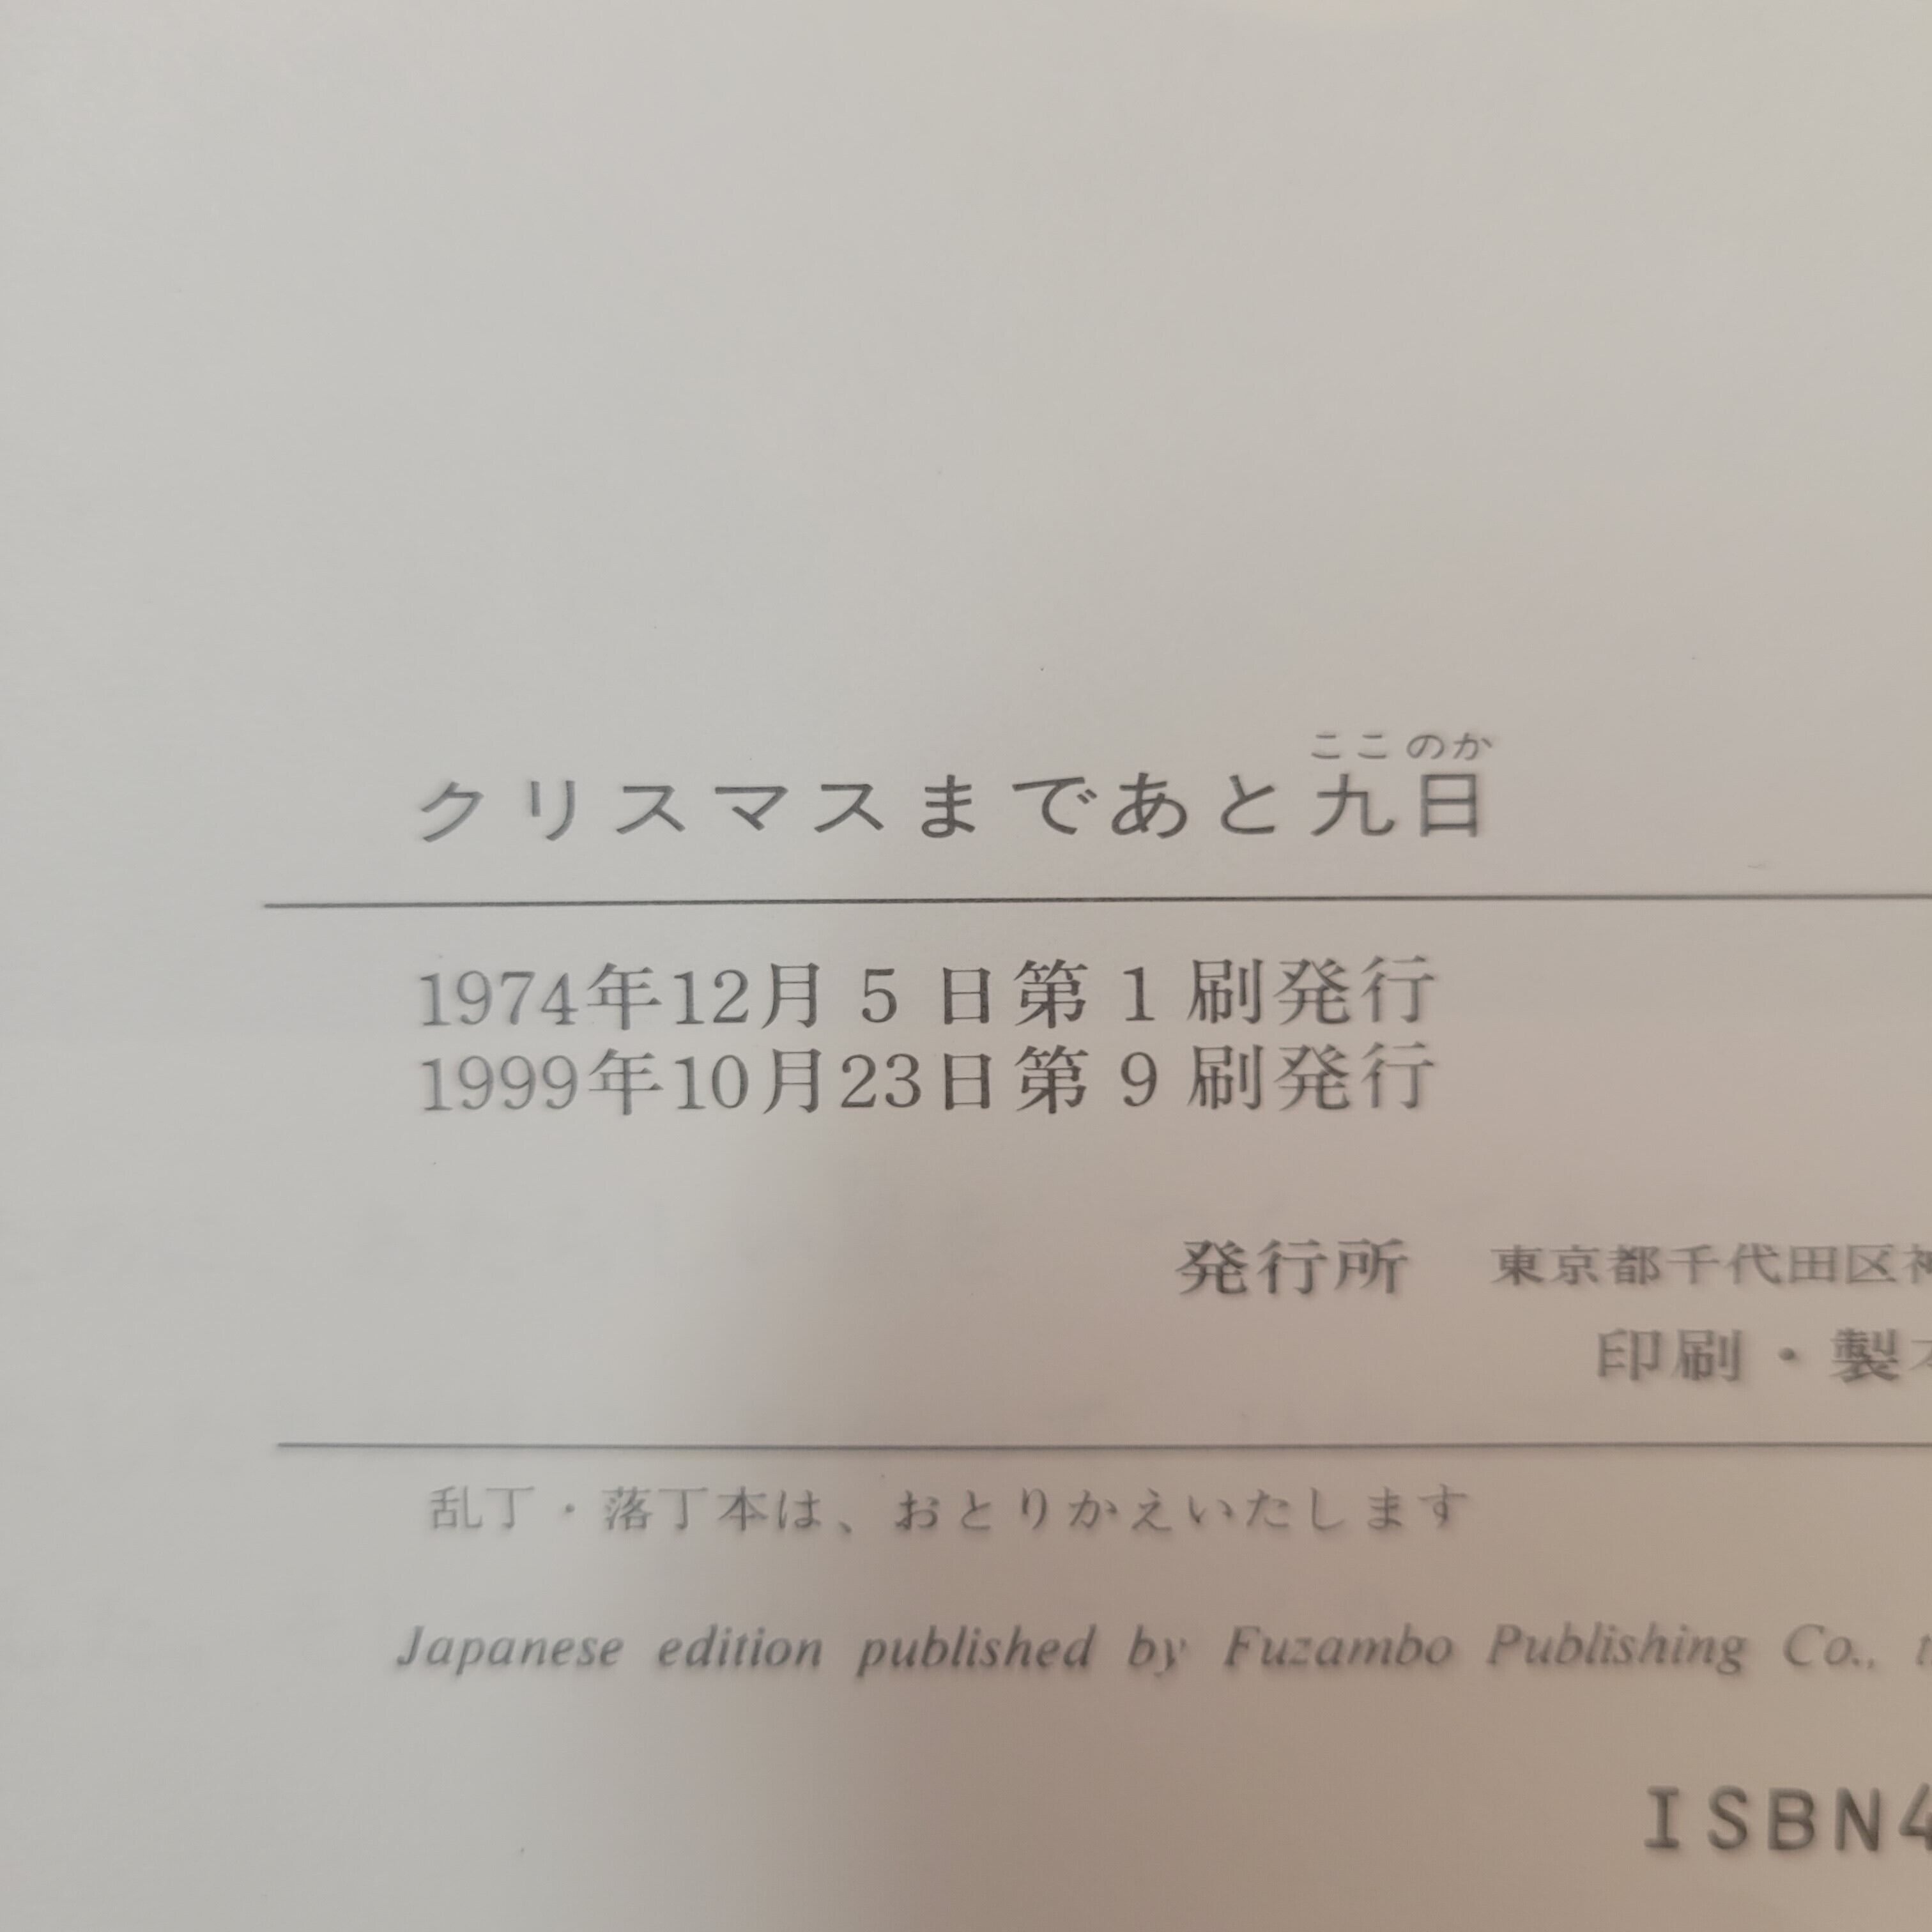 ここのか
クリスマスまであと九日
1974年12月5日第1刷発行
1999年10月23日第9刷発行
発行所 東京都千代田区神
印刷・製本
乱丁・落丁本は、おとりかえいたします
Japanese edition published by Fuzambo Publishing Co.,
ISBN4